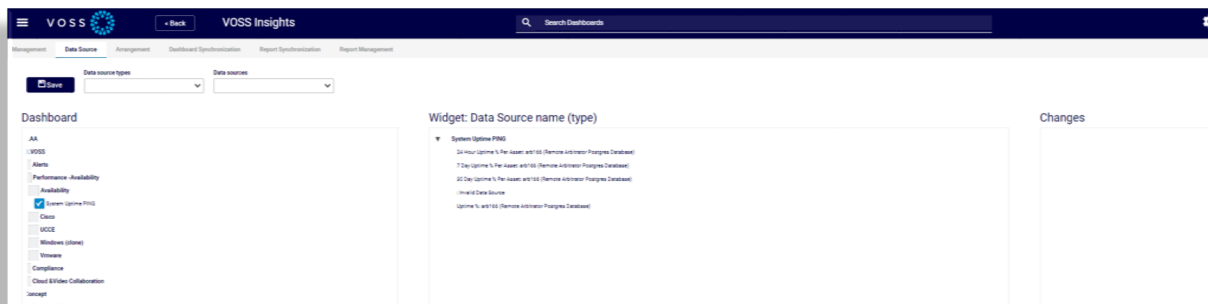 VOSS
« Back
VOSS Insights
Search Dashboards
Management Data Source Arrangement Dashboard Synchronization Report Synchronization Report Management
Save
Data source types
Data sources
Dashboard
.AA
:VOSS
Alerts
Performance -Availability
Availability
System Uptime PING
Cisco
UCCE
Windows (clone)
Vmware
Compliance
Cloud &Video Collaboration
Concept
Widget: Data Source name (type)
System Uptime PING
24 Hour Uptime % Per Asset: arb166 (Remote Arbitrator Postgres Database)
7 Day Uptime % Per Asset: arb166 (Remote Arbitrator Postgres Database)
30 Day Uptime % Per Asset: arb166 (Remote Arbitrator Postgres Database)
: Invalid Data Source
Uptime %: arb166 (Remote Arbitrator Postgres Database)
Changes